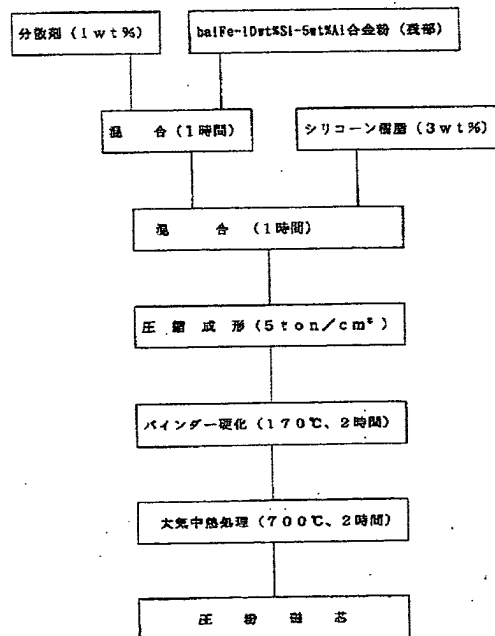 分散剤(1wt%)
balFe-10wt%Si-5wt%Al合金粉(残部)
混 合(1時間)
シリコーン樹脂(3wt%)
混 合 (1時間)
圧 縮 成 形(5ton/cm²)
バインダー硬化(170℃、2時間)
大気中熱処理(700℃、2時間)
圧 粉 磁 芯